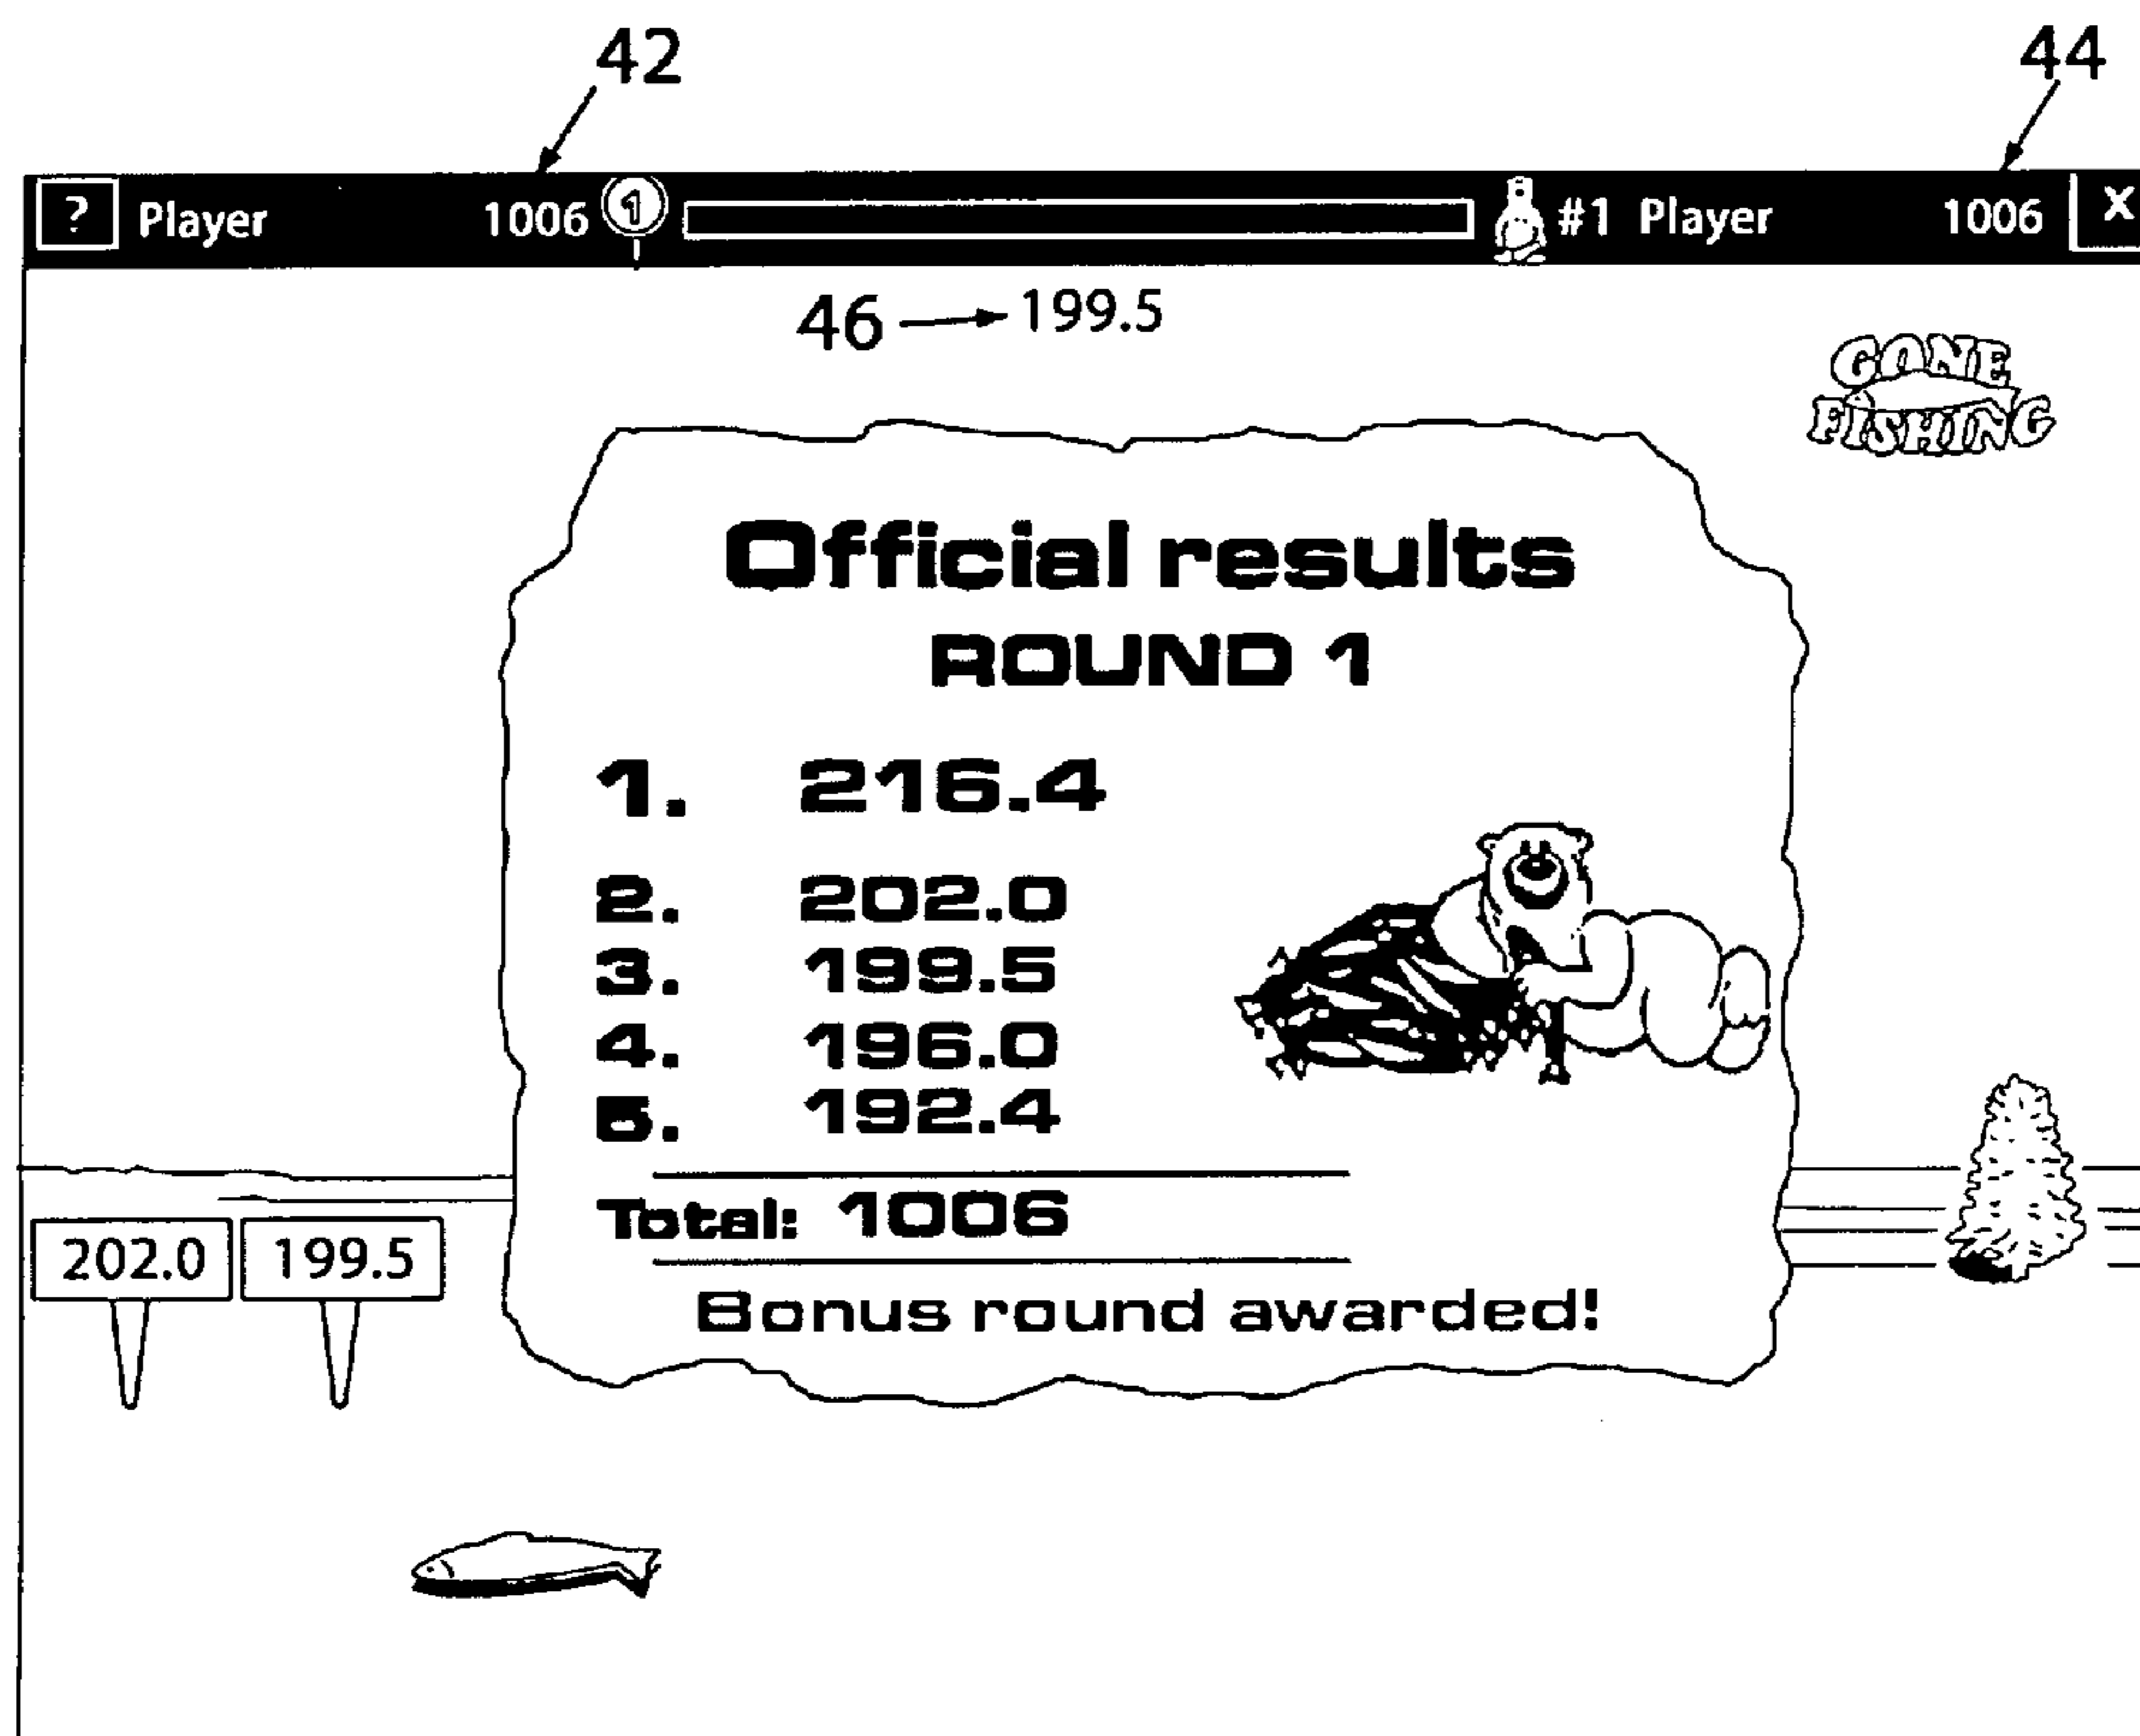 42
44
? Player 1006 1 #1 Player 1006 X
46 199.5
GONE
FISHING
Official results
ROUND 1
1. 216.4
2. 202.0
3. 199.5
4. 196.0
5. 192.4
Total: 1006
202.0 199.5
Bonus round awarded!